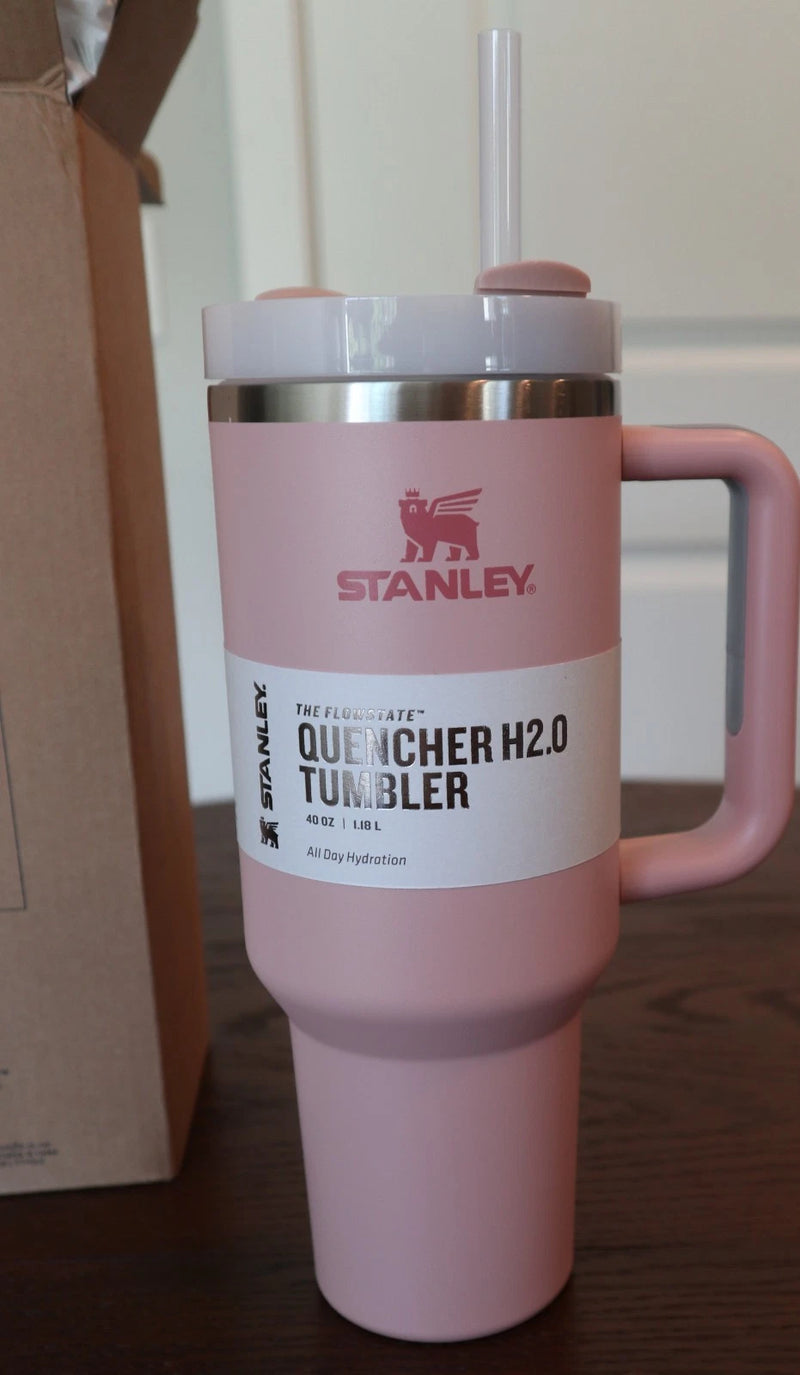 STANLEY®
STANLEY.
THE FLOWSTATE™
QUENCHER H2.0
TUMBLER
40 OZ | 1.18 L
All Day Hydration